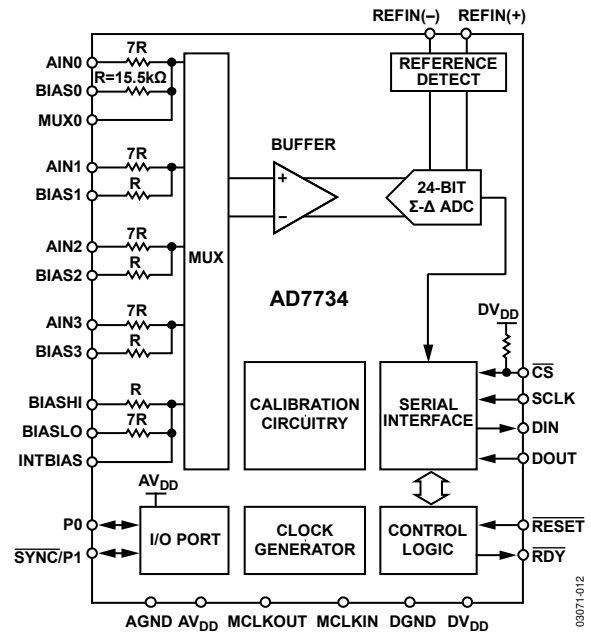 REFIN(–) REFIN(+)
REFERENCE
DETECT
AIN0
7R
R=15.5kΩ
BIAS0
MUX0
AIN1
7R
BIAS1
R
AIN2
7R
BIAS2
R
AIN3
7R
BIAS3
R
BIASHI
R
BIASLO
7R
INTBIAS
MUX
BUFFER
+
–
24-BIT
Σ-Δ ADC
AD7734
DVDD
CALIBRATION
CIRCUITRY
SERIAL
INTERFACE
CS
SCLK
DIN
DOUT
AVDD
P0
SYNC/P1
I/O PORT
CLOCK
GENERATOR
CONTROL
LOGIC
RESET
RDY
AGND AVDD MCLKOUT MCLKIN DGND DVDD
03071-012